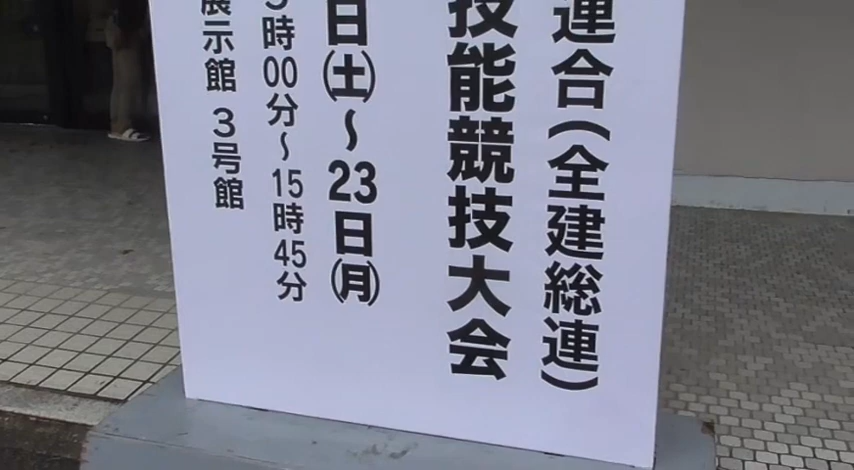 連合(全建総連)
技能競技大会
日(土)～23日(月)
時00分～15時45分
展示館 3号館